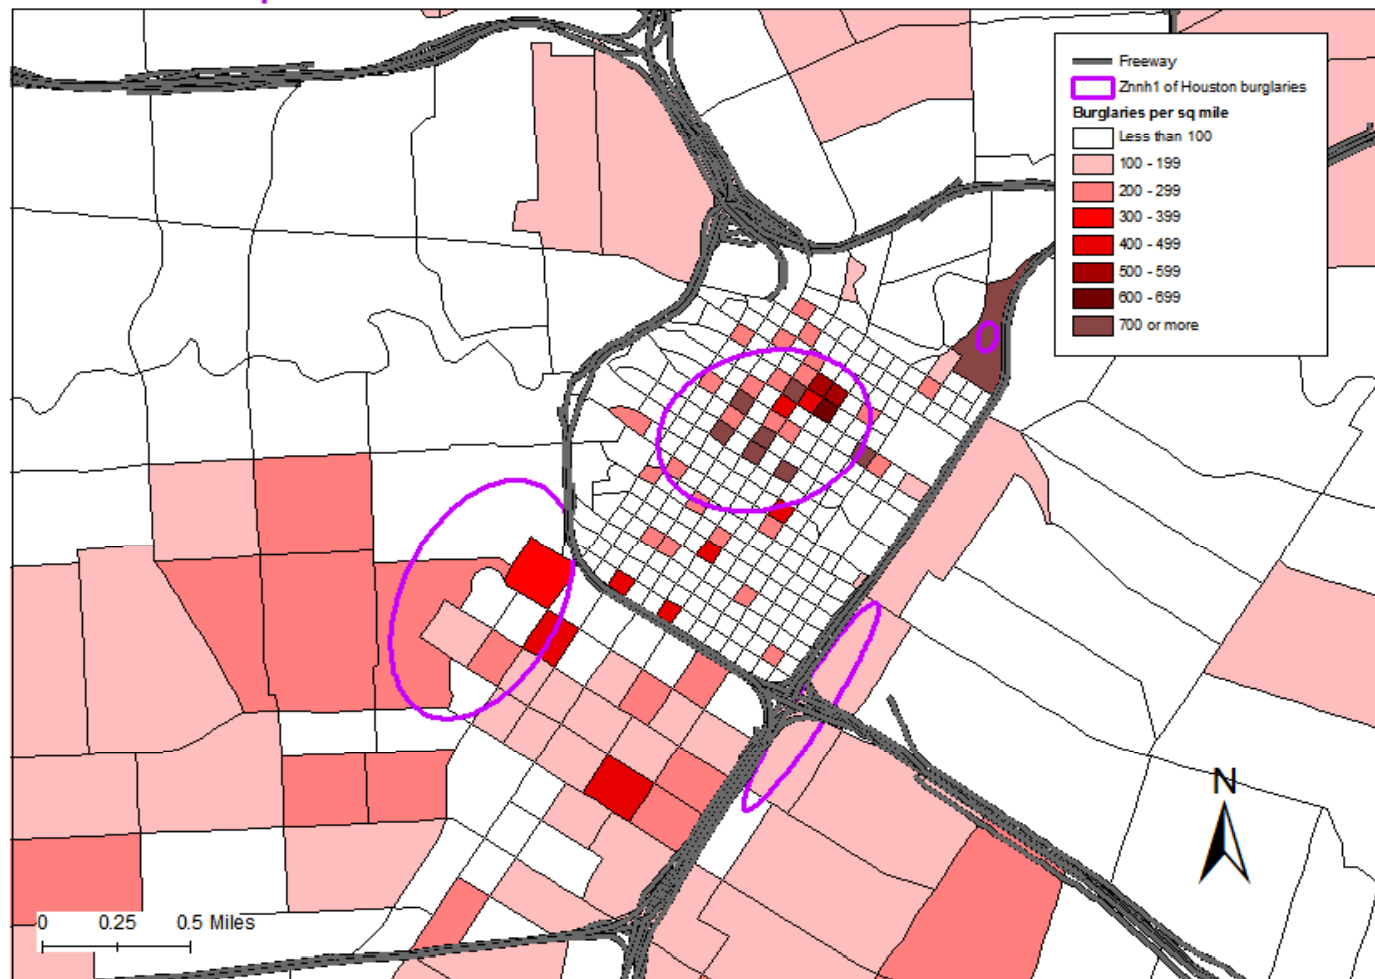 Freeway
Znnh1 of Houston burglaries
Burglaries per sq mile
Less than 100
100 - 199
200 - 299
300 - 399
400 - 499
500 - 599
600 - 699
700 or more
N
0 0.25 0.5 Miles